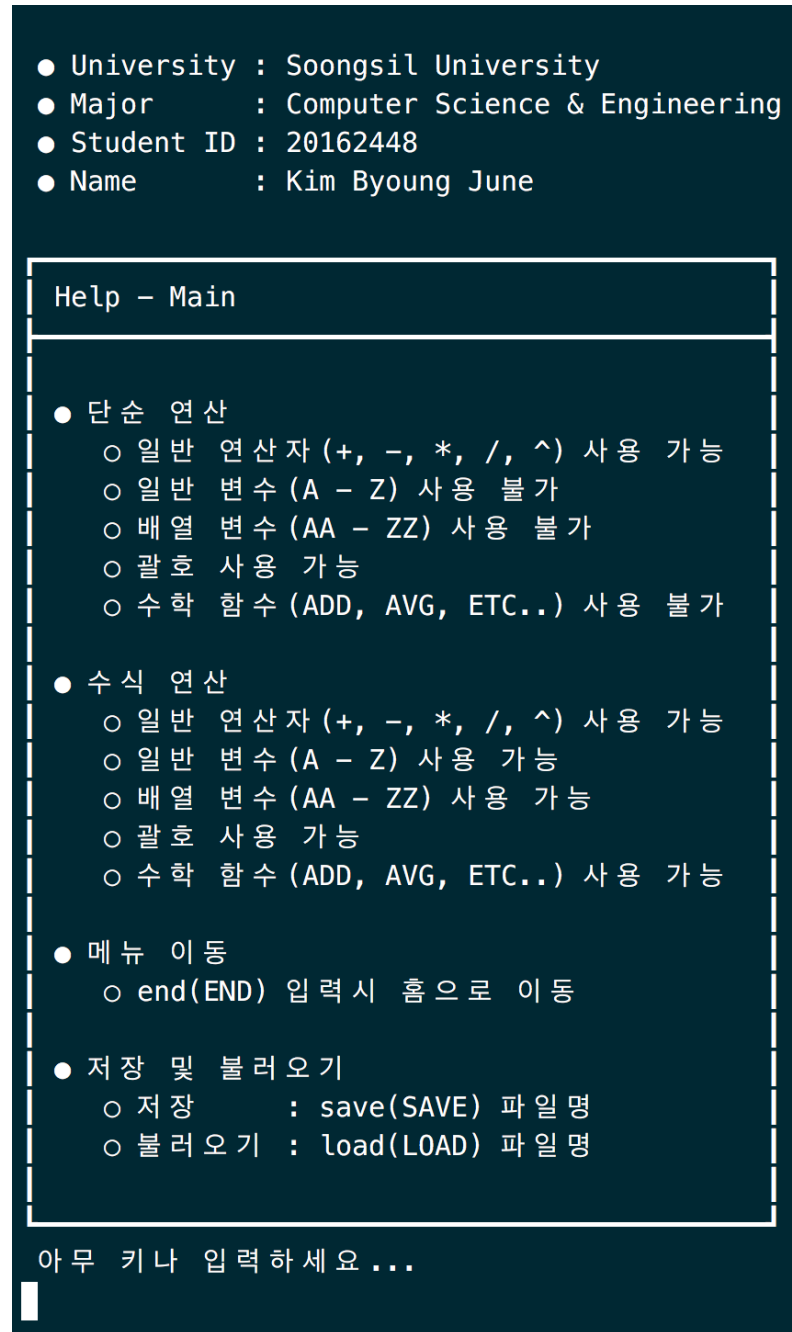 ● University : Soongsil University
● Major : Computer Science & Engineering
● Student ID : 20162448
● Name : Kim Byoung June
Help – Main
● 단순 연산
○ 일반 연산자(+, –, *, /, ^) 사용 가능
○ 일반 변수(A – Z) 사용 불가
○ 배열 변수(AA – ZZ) 사용 불가
○ 괄호 사용 가능
○ 수학 함수(ADD, AVG, ETC..) 사용 불가
● 수식 연산
○ 일반 연산자(+, –, *, /, ^) 사용 가능
○ 일반 변수(A – Z) 사용 가능
○ 배열 변수(AA – ZZ) 사용 가능
○ 괄호 사용 가능
○ 수학 함수(ADD, AVG, ETC..) 사용 가능
● 메뉴 이동
○ end(END) 입력시 홈으로 이동
● 저장 및 불러오기
○ 저장 : save(SAVE) 파일명
○ 불러오기 : load(LOAD) 파일명
아무 키나 입력하세요...